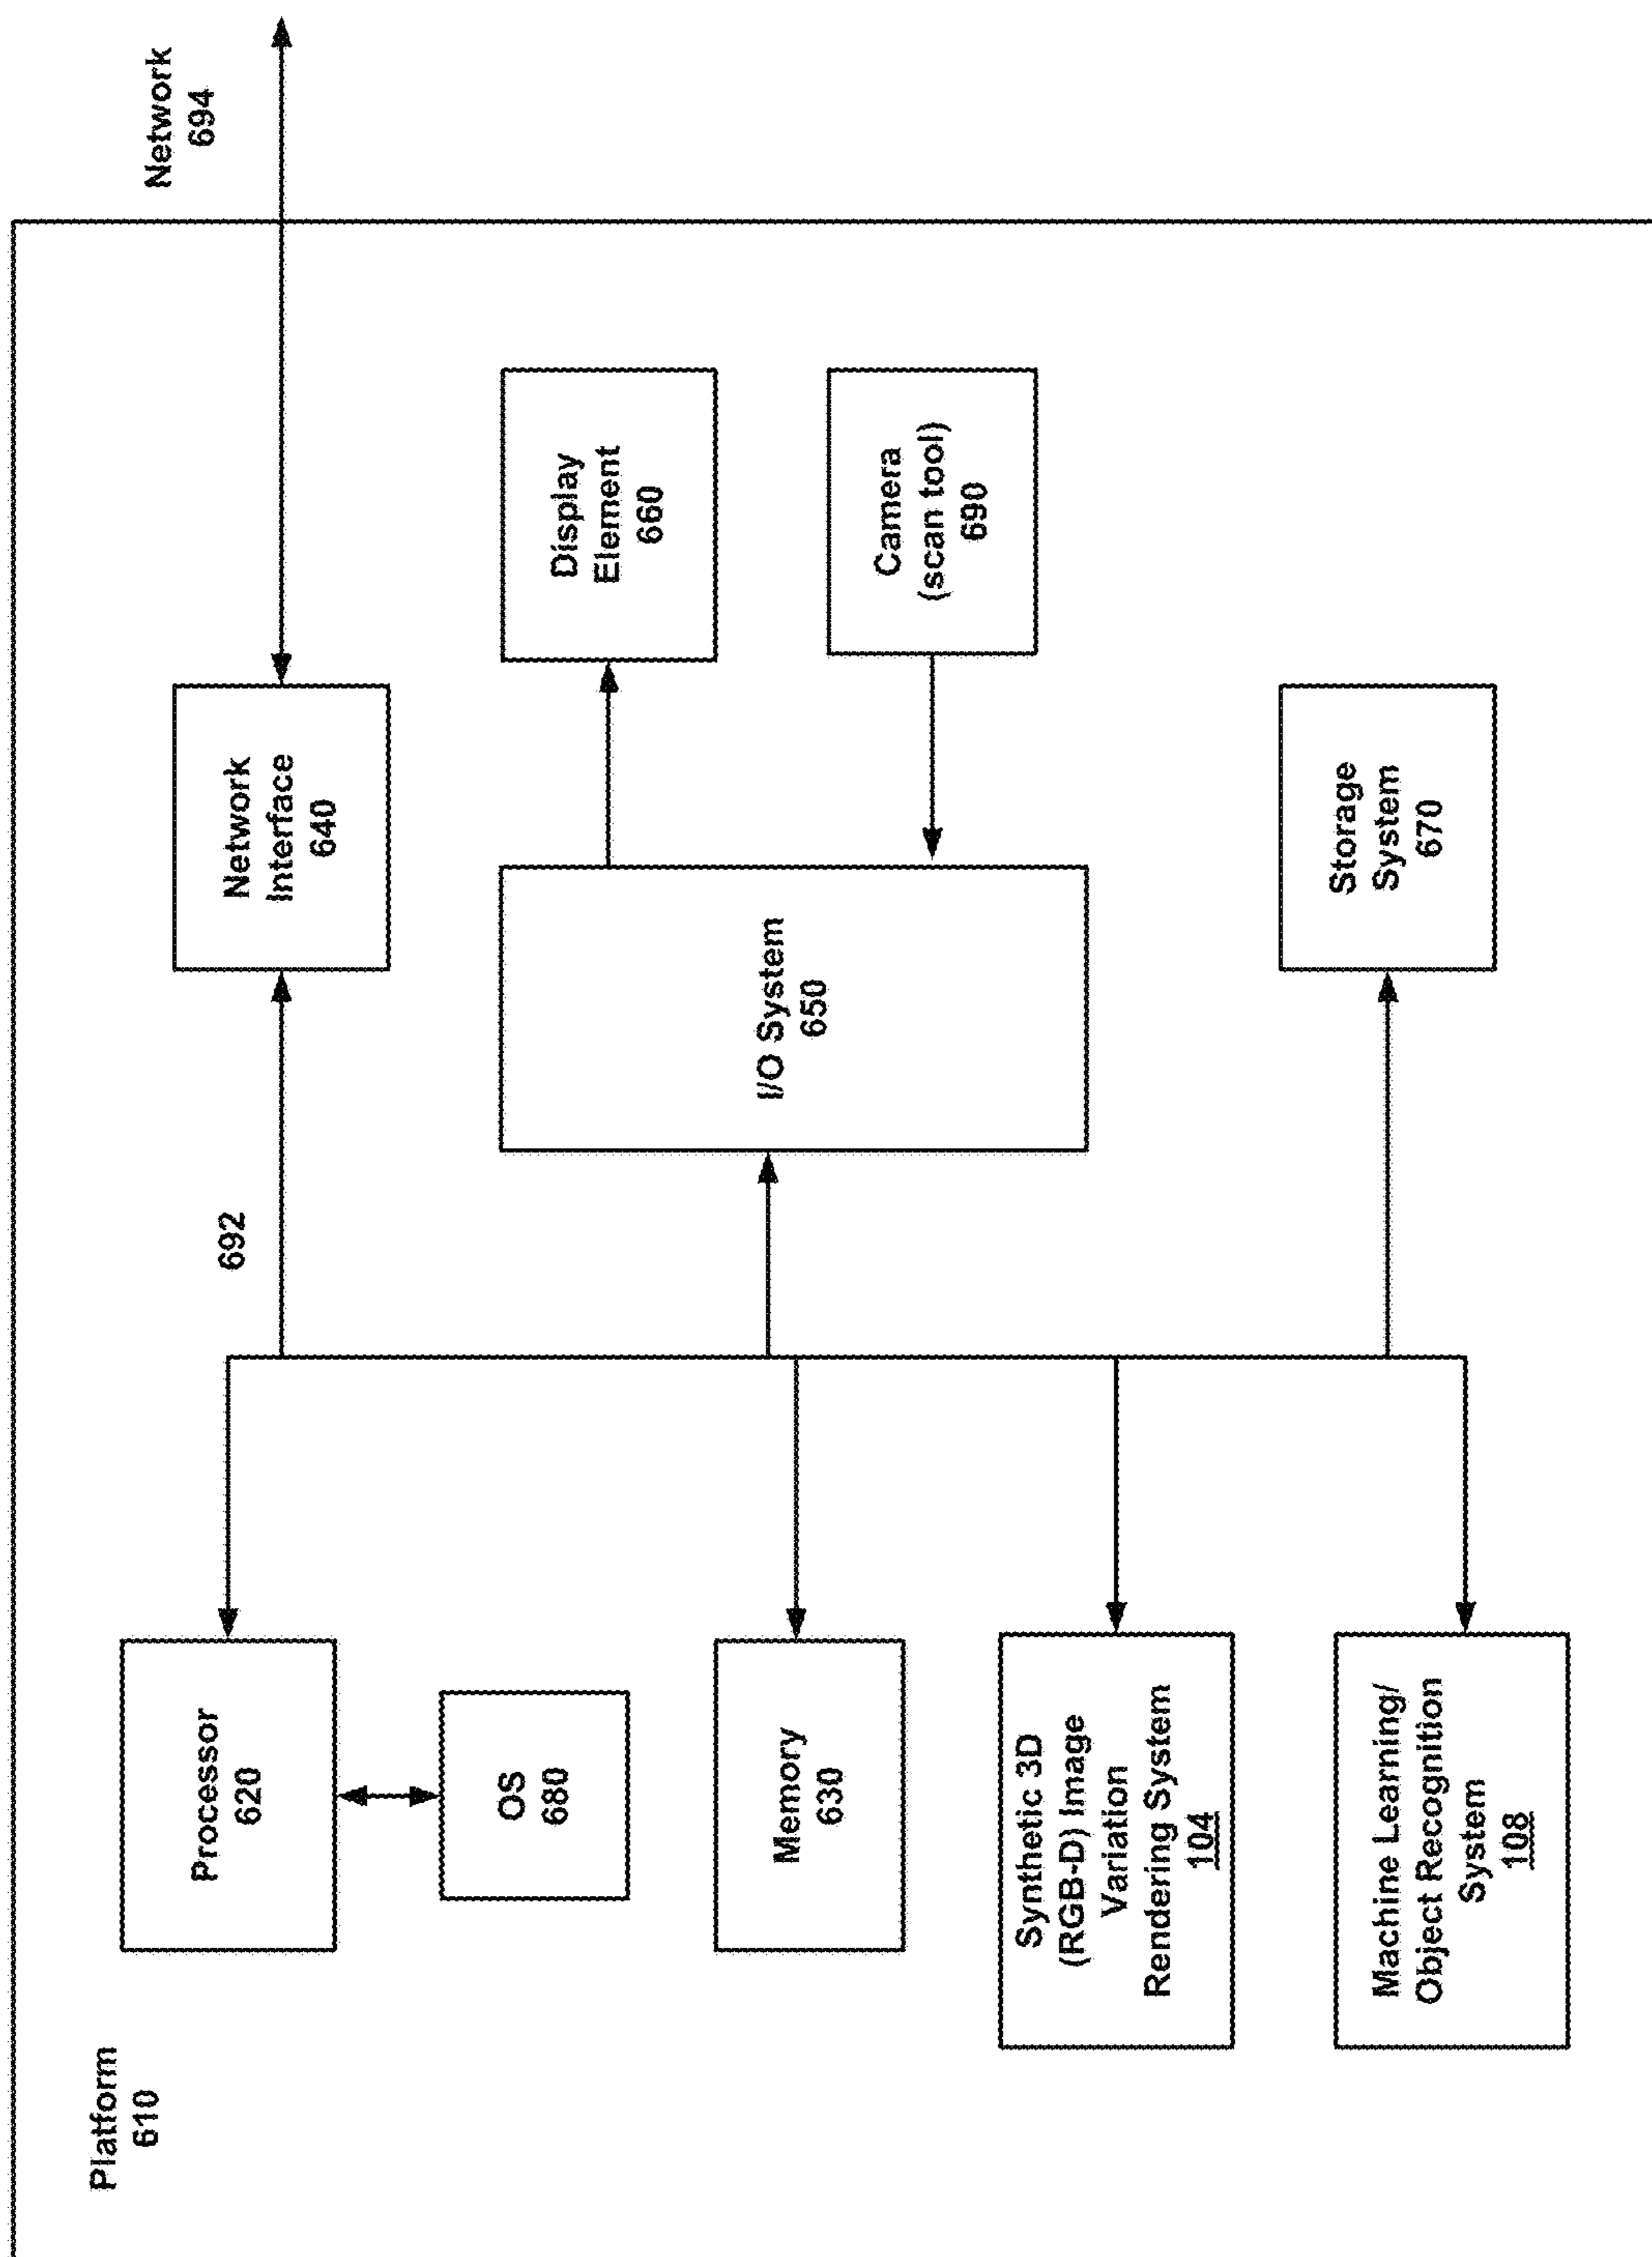 Platform
610
Processor
620
OS
680
Memory
630
Synthetic 3D
(RGB-D) Image
Variation
Rendering System
104
Machine Learning/
Object Recognition
System
108
692
Network
Interface
640
I/O System
650
Storage
System
670
Display
Element
660
Camera
(scan tool)
690
Network
694